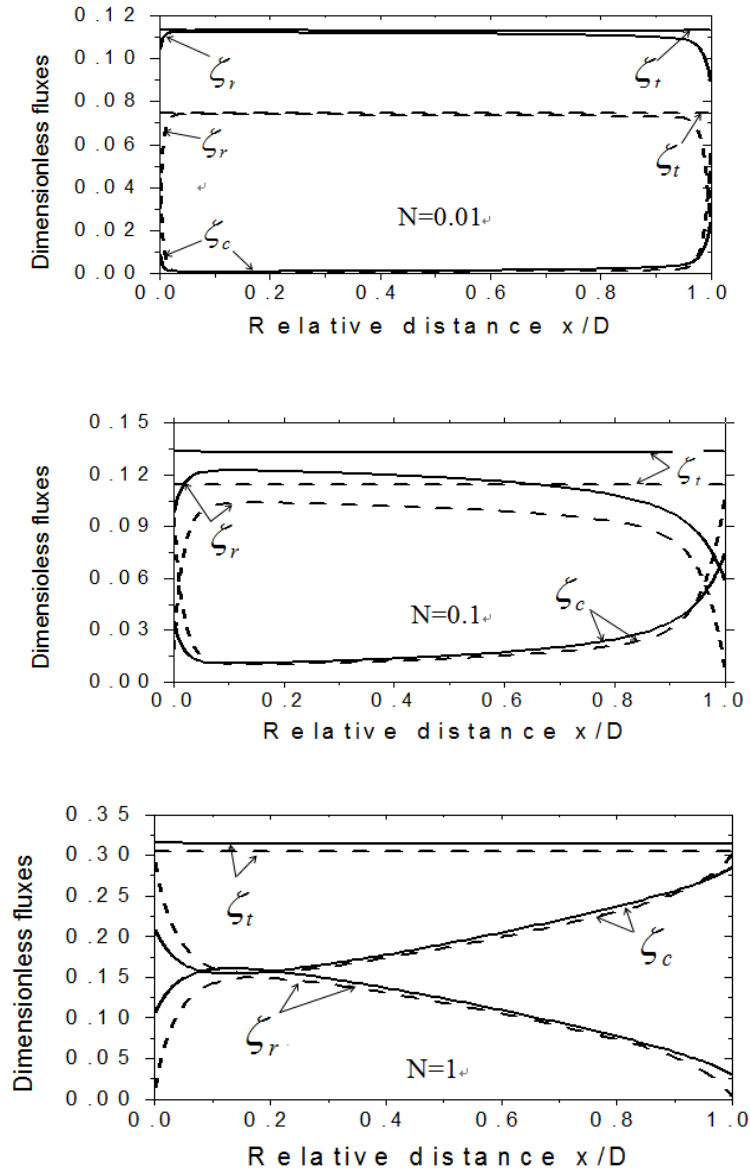 0.12
0.10
0.08
0.06
0.04
0.02
0.00
Dimensionless fluxes
ζr
ζt
ζr
ζt
ζc
N=0.01↵
↵
0.0 0.2 0.4 0.6 0.8 1.0
Relative distance x/D
0.15
0.12
0.09
0.06
0.03
0.00
Dimensioless fluxes
ζt
ζr
ζc
N=0.1↵
0.0 0.2 0.4 0.6 0.8 1.0
Relative distance x/D
0.35
0.30
0.25
0.20
0.15
0.10
0.05
0.00
Dimensionless fluxes
ζt
ζc
ζr
N=1↵
0.0 0.2 0.4 0.6 0.8 1.0
Relative distance x/D